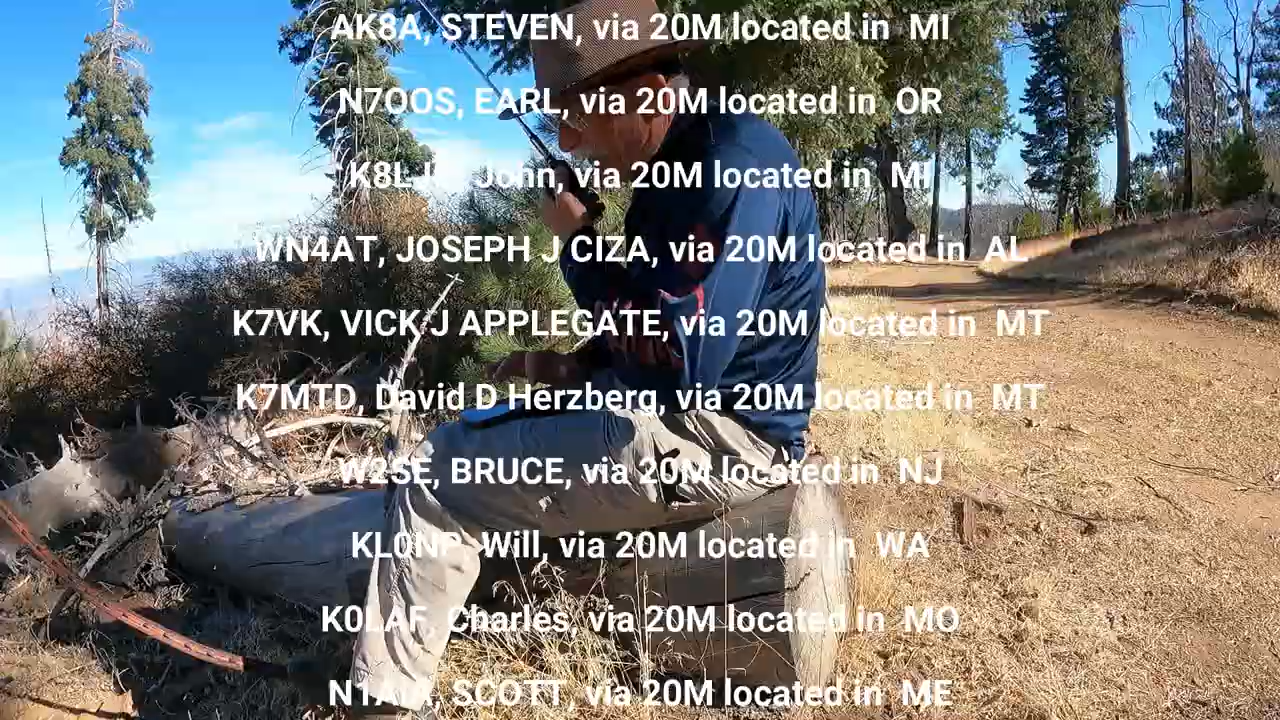 AK8A, STEVEN, via 20M located in MI
N7OOS, EARL, via 20M located in OR
John, via 20M located in MI
WN4AT, JOSEPH J CIZA, via 20M located in AL
K7VK, VICK J APPLEGATE, via 20M located in MT
K7MTD, David D Herzberg, via 20M located in MT
W2SE, BRUCE, via 20M located in NJ
KL0NP, Will, via 20M located in WA
K0LAF, Charles, via 20M located in MO
SCOTT, via 20M located in ME